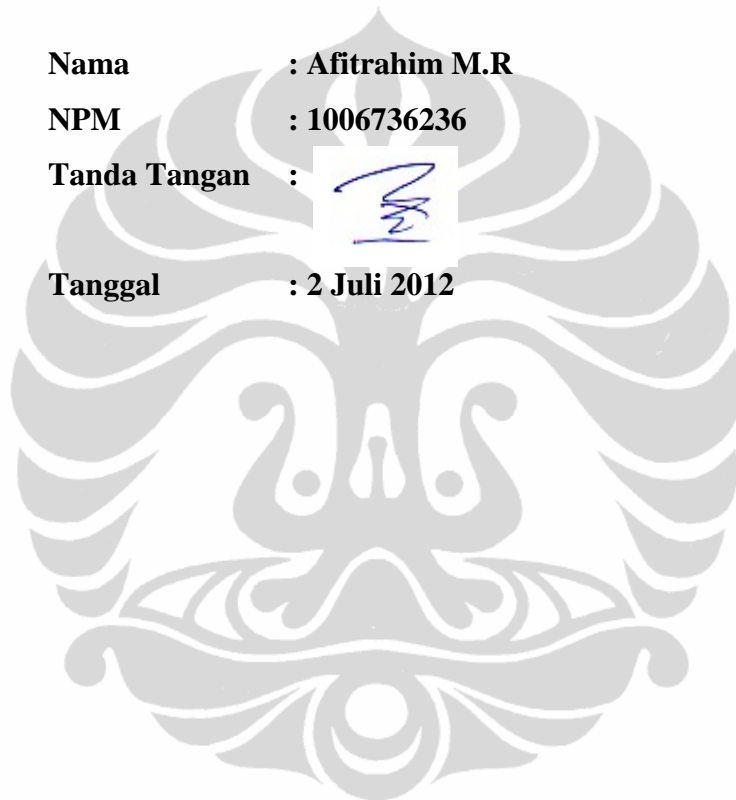 Nama : Afitrahim M.R
NPM : 1006736236
Tanda Tangan :
Tanggal : 2 Juli 2012